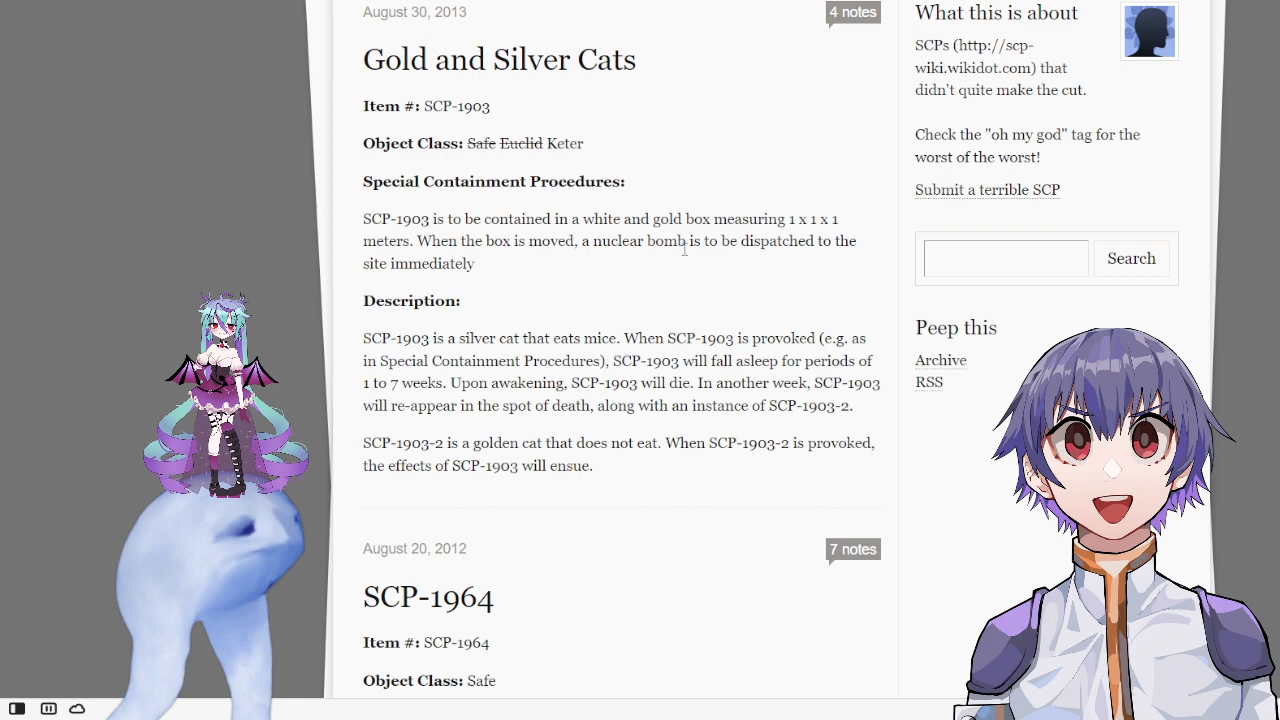 August 30, 2013
4 notes
Gold and Silver Cats
Item #: SCP-1903
Object Class: Safe Euclid Keter
Special Containment Procedures:
SCP-1903 is to be contained in a white and gold box measuring 1 x 1 x 1
meters. When the box is moved, a nuclear bomb is to be dispatched to the
site immediately
Description:
SCP-1903 is a silver cat that eats mice. When SCP-1903 is provoked (e.g. as
in Special Containment Procedures), SCP-1903 will fall asleep for periods of
1 to 7 weeks. Upon awakening, SCP-1903 will die. In another week, SCP-1903
will re-appear in the spot of death, along with an instance of SCP-1903-2.
SCP-1903-2 is a golden cat that does not eat. When SCP-1903-2 is provoked,
the effects of SCP-1903 will ensue.
August 20, 2012
7 notes
SCP-1964
Item #: SCP-1964
Object Class: Safe
What this is about
SCPs (http://scp-
wiki.wikidot.com) that
didn't quite make the cut.
Check the "oh my god" tag for the
worst of the worst!
Submit a terrible SCP
Search
Peep this
Archive
RSS